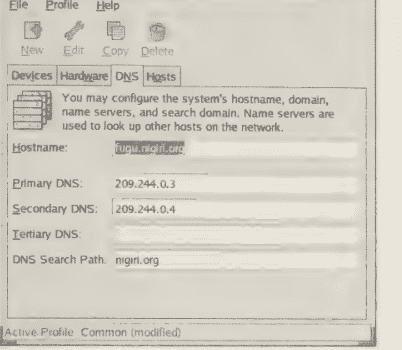 File Profile Help
New Edit Copy Delete
Devices Hardware DNS Hosts
You may configure the system's hostname, domain,
name servers, and search domain. Name servers are
used to look up other hosts on the network.
Hostname: fugu.nigiri.org
Primary DNS: 209.244.0.3
Secondary DNS: 209.244.0.4
Tertiary DNS:
DNS Search Path: nigiri.org
Active Profile Common (modified)